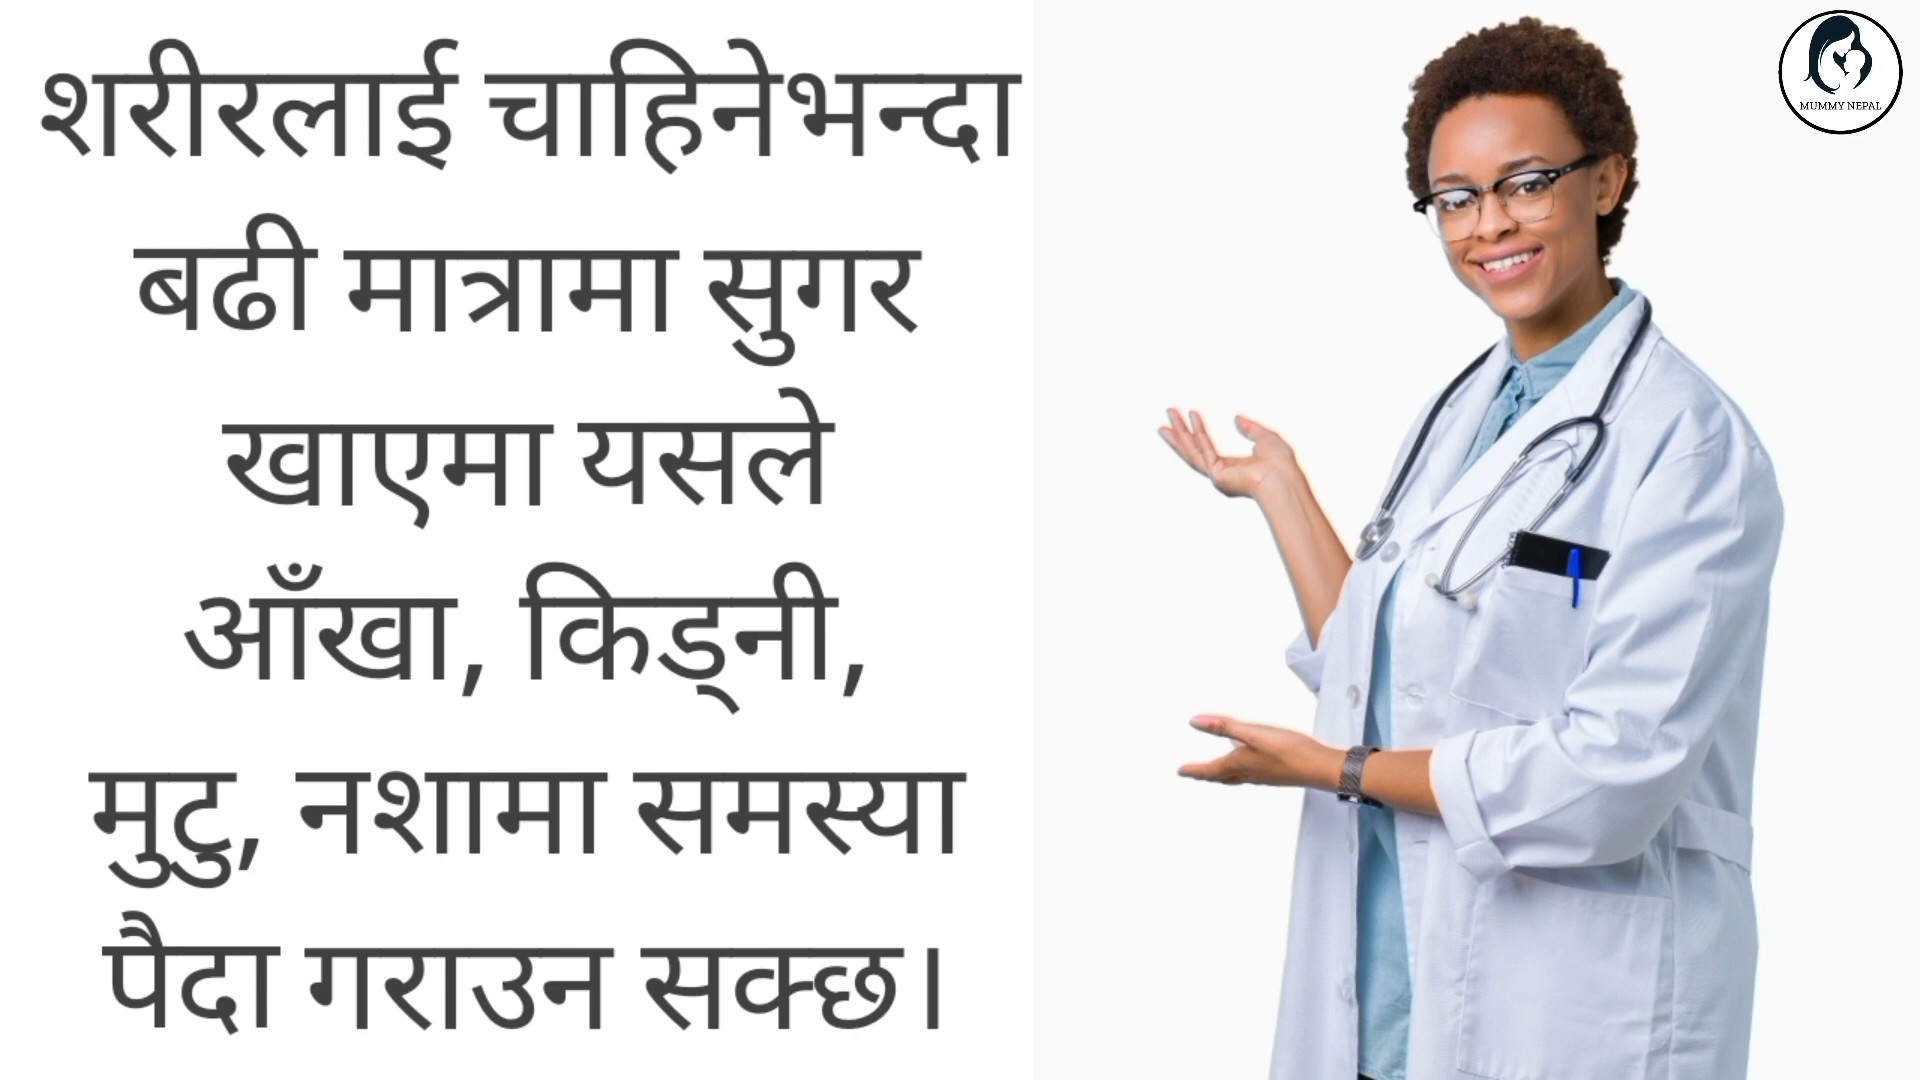 शरीरलाई चाहिनेभन्दा
बढी मात्रामा सुगर
खाएमा यसले
आँखा, किड्नी,
मुटु, नशामा समस्या
पैदा गराउन सक्छ।
MUMMY NEPAL